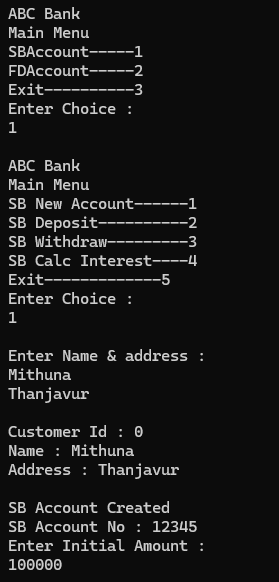 ABC Bank
Main Menu
SBAccount-----1
FDAccount-----2
Exit----------3
Enter Choice :
1

ABC Bank
Main Menu
SB New Account------1
SB Deposit----------2
SB Withdraw---------3
SB Calc Interest----4
Exit-------------5
Enter Choice :
1

Enter Name & address :
Mithuna
Thanjavur

Customer Id : 0
Name : Mithuna
Address : Thanjavur

SB Account Created
SB Account No : 12345
Enter Initial Amount :
100000